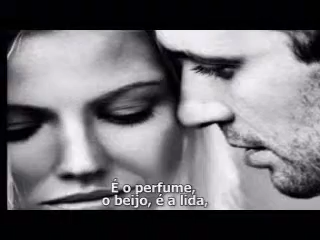 É o perfume,
o beijo, é a lida,